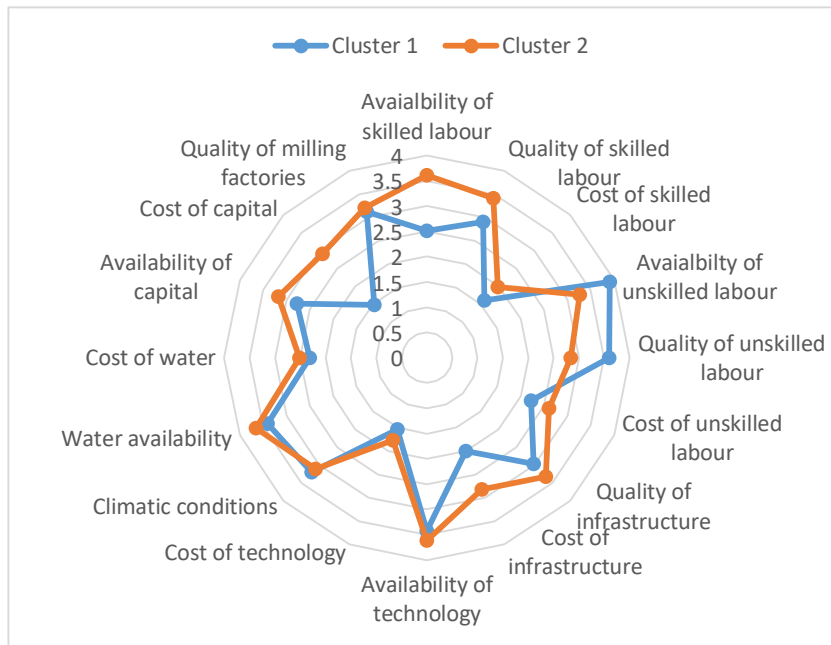 Cluster 1
Cluster 2
Avaialbility of
skilled labour
Quality of skilled
labour
Cost of skilled
labour
Avaialbilty of
unskilled labour
Quality of unskilled
labour
Cost of unskilled
labour
Quality of
infrastructure
Cost of
infrastructure
Availability of
technology
Cost of technology
Climatic conditions
Water availability
Cost of water
Availability of
capital
Cost of capital
Quality of milling
factories
4
3.5
3
2.5
2
1.5
1
0.5
0